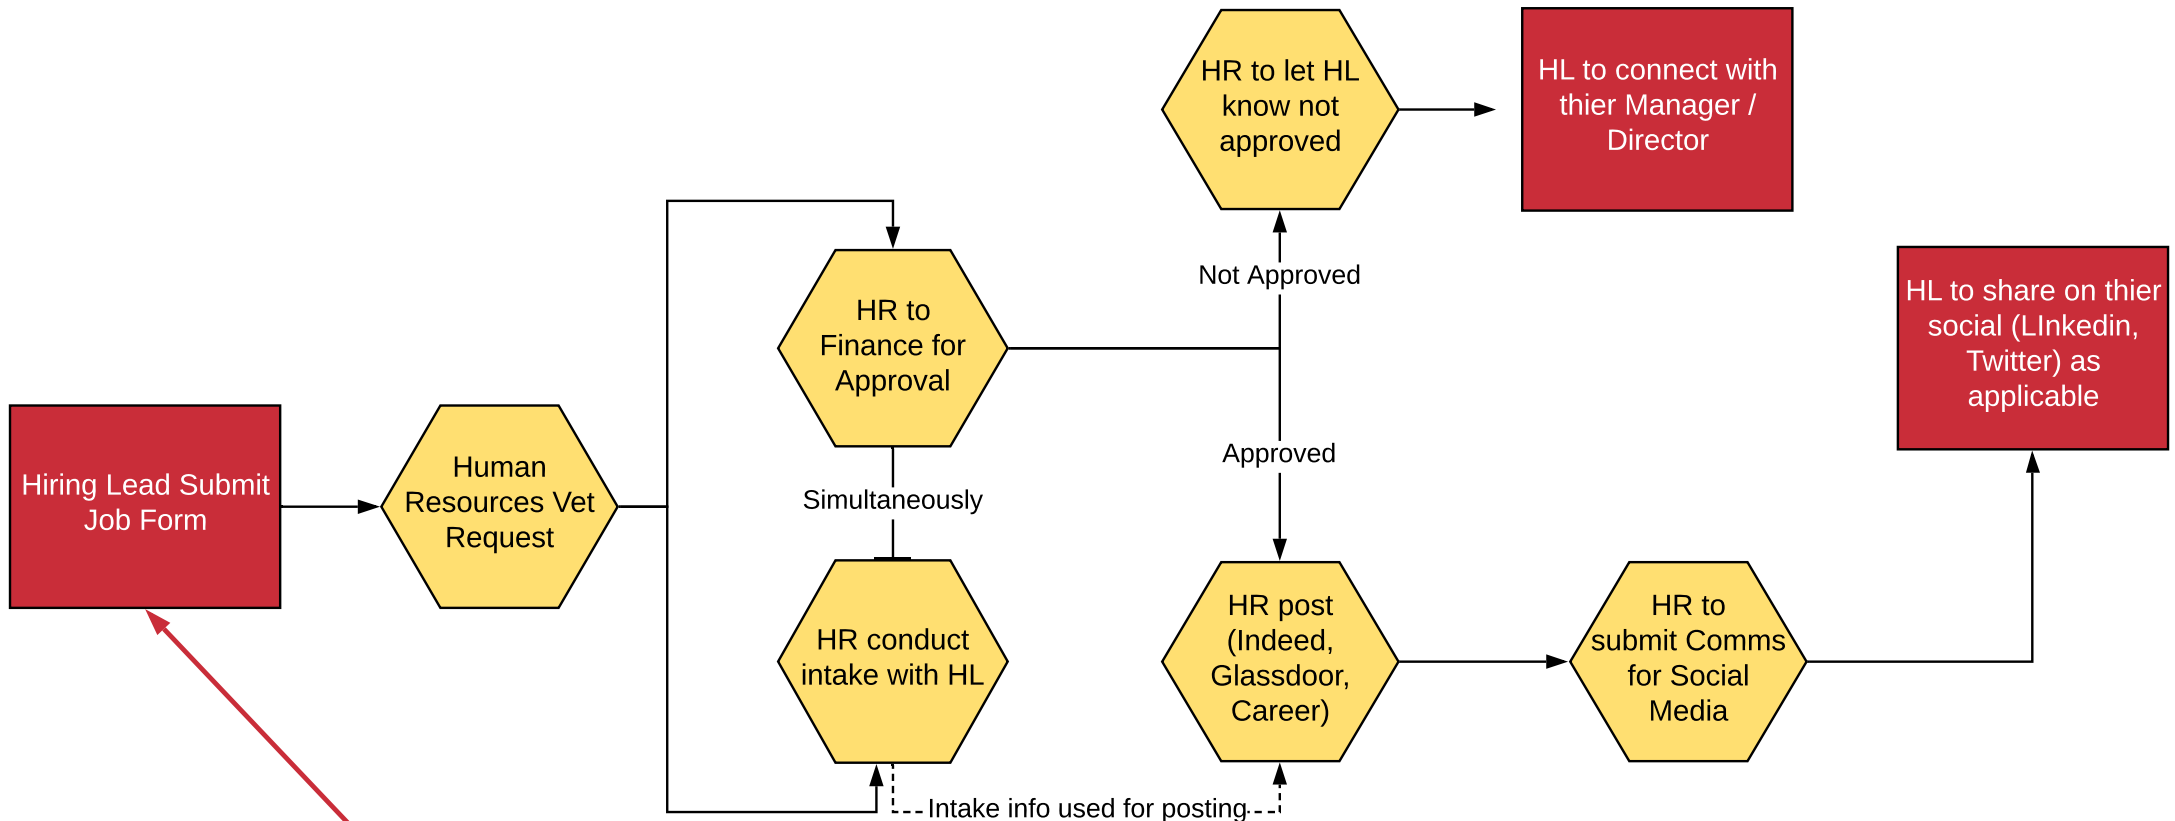 Hiring Lead Submit
Job Form
Human
Resources Vet
Request
HR to
Finance for
Approval
Simultaneously
HR conduct
intake with HL
Intake info used for posting
Not Approved
HR to let HL
know not
approved
HL to connect with
thier Manager /
Director
Approved
HR post
(Indeed,
Glassdoor,
Career)
HR to
submit Comms
for Social
Media
HL to share on thier
social (LInkedin,
Twitter) as
applicable